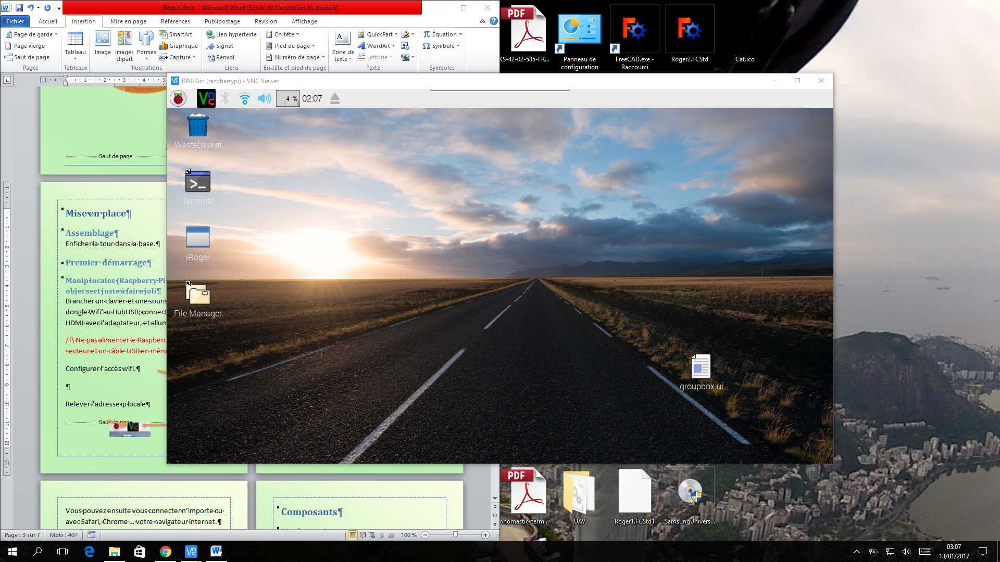 iRoger.docx - Microsoft Word (Échec de l'activation du produit)
Fichier Accueil Insertion Mise en page Références Publipostage Révision Affichage
Page de garde
Page vierge
Saut de page
Pages
Tableau
Tableaux
Image
Images clipart
Formes
SmartArt
Graphique
Capture
Illustrations
Lien hypertexte
Signet
Renvoi
Liens
En-tête
Pied de page
Numéro de page
En-tête et pied de page
Zone de texte
QuickPart
WordArt
Lettrine
Texte
Équation
Symbole
Symboles
PDF
KS-42-02-585-FR...
Panneau de configuration
FreeCAD.exe - Raccourci
Roger2.FCStd
Cat.ico
RPi0 Gin (raspberrypi) - VNC Viewer
4 % 02:07
Wastebasket
Terminal
iRoger
File Manager
groupbox.ui
Saut de page
Mise·en·place¶
Assemblage¶
Enficher·la·tour·dans·la·base.¶
Premier·démarrage¶
Manip·locales·(Raspberry·Pi
objet·sert·juste·à·faire·joli¶
Brancher·un·clavier·et·une·souris
dongle·Wifi°au·HubUSB;·connect
HDMI·avec·l'adaptateur,·et·allum
/!\·Ne·pas·alimenter·le·Raspberr
secteur·et·un·câble·USB·en·mêm
Configurer·l'accès·wifi.¶
¶
Relever·l'adresse·ip·locale¶
Saut de page
Vous·pouvez·ensuite·vous·connecter·n'importe·ou·
avec·Safari,·Chrome·...·votre·navigateur·internet.¶
Composants¶
PDF
onomastic-term...
UAV
Roger1.FCStd1
SamsungUnivers...
Page : 3 sur 7 Mots : 407 100 %
03:07
13/01/2017